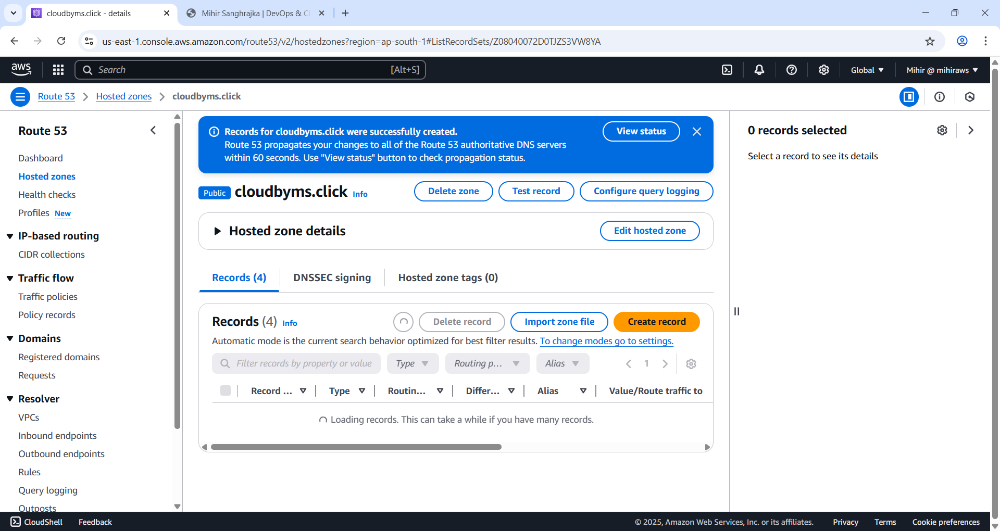 cloudbyms.click - details
Mihir Sanghrajka | DevOps & Cl
us-east-1.console.aws.amazon.com/route53/v2/hostedzones?region=ap-south-1#ListRecordSets/Z08040072D0TJZS3VW8YA
aws
Search
[Alt+S]
Global
Mihir @ mihiraws
Route 53
Hosted zones
cloudbyms.click
Route 53
Dashboard
Hosted zones
Health checks
Profiles New
IP-based routing
CIDR collections
Traffic flow
Traffic policies
Policy records
Domains
Registered domains
Requests
Resolver
VPCs
Inbound endpoints
Outbound endpoints
Rules
Query logging
Outposts
Records for cloudbyms.click were successfully created.
Route 53 propagates your changes to all of the Route 53 authoritative DNS servers
within 60 seconds. Use "View status" button to check propagation status.
View status
Public
cloudbyms.click Info
Delete zone
Test record
Configure query logging
Hosted zone details
Edit hosted zone
Records (4)
DNSSEC signing
Hosted zone tags (0)
Records (4) Info
Delete record
Import zone file
Create record
Automatic mode is the current search behavior optimized for best filter results. To change modes go to settings.
Filter records by property or value
Type
Routing p...
Alias
1
Record ...
Type
Routin...
Differ...
Alias
Value/Route traffic to
Loading records. This can take a while if you have many records.
0 records selected
Select a record to see its details
CloudShell
Feedback
© 2025, Amazon Web Services, Inc. or its affiliates.
Privacy
Terms
Cookie preferences